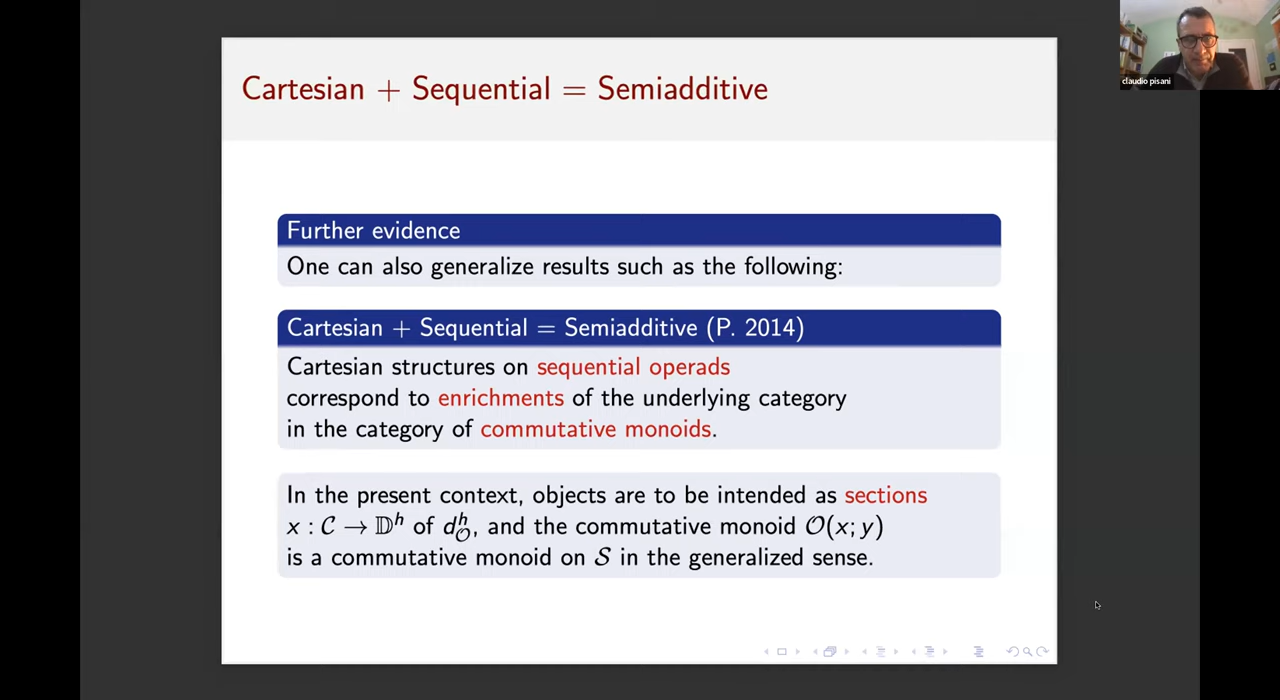 Cartesian + Sequential = Semiadditive
claudio pisani
Further evidence
One can also generalize results such as the following:
Cartesian + Sequential = Semiadditive (P. 2014)
Cartesian structures on sequential operads
correspond to enrichments of the underlying category
in the category of commutative monoids.
In the present context, objects are to be intended as sections
x : 𝒞 → 𝔻ʰ of d_𝒪^h, and the commutative monoid 𝒪(x; y)
is a commutative monoid on 𝒮 in the generalized sense.